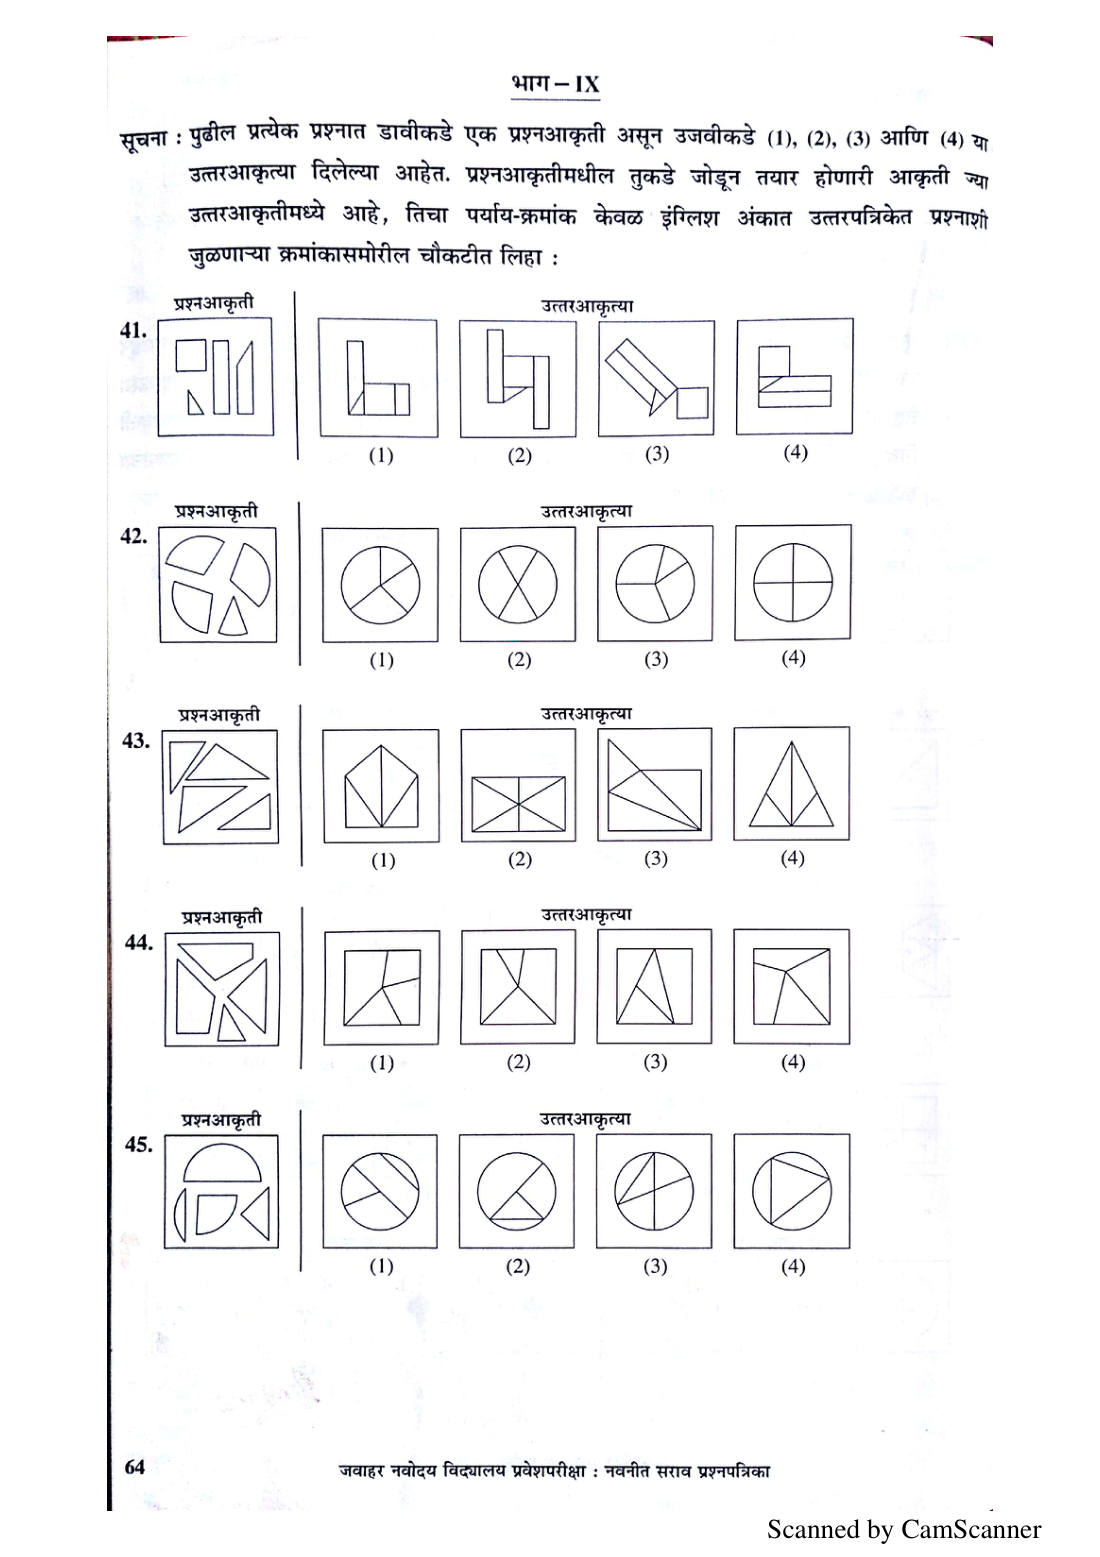 भाग – IX
सूचना : पुढील प्रत्येक प्रश्नात डावीकडे एक प्रश्नआकृती असून उजवीकडे (1), (2), (3) आणि (4) या
उत्तरआकृत्या दिलेल्या आहेत. प्रश्नआकृतीमधील तुकडे जोडून तयार होणारी आकृती ज्या
उत्तरआकृतीमध्ये आहे, तिचा पर्याय-क्रमांक केवळ इंग्लिश अंकात उत्तरपत्रिकेत प्रश्नाशी
जुळणाऱ्या क्रमांकासमोरील चौकटीत लिहा :
प्रश्नआकृती उत्तरआकृत्या
41.
(1) (2) (3) (4)
प्रश्नआकृती उत्तरआकृत्या
42.
(1) (2) (3) (4)
प्रश्नआकृती उत्तरआकृत्या
43.
(1) (2) (3) (4)
प्रश्नआकृती उत्तरआकृत्या
44.
(1) (2) (3) (4)
प्रश्नआकृती उत्तरआकृत्या
45.
(1) (2) (3) (4)
64 जवाहर नवोदय विद्यालय प्रवेशपरीक्षा : नवनीत सराव प्रश्नपत्रिका
Scanned by CamScanner